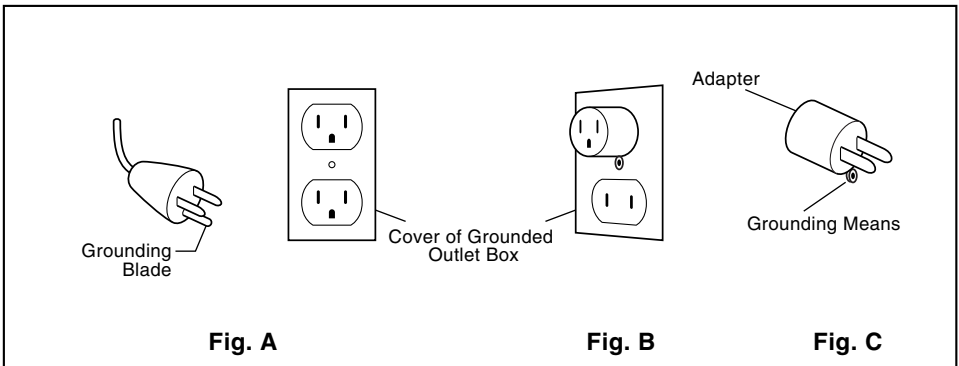 Adapter
Grounding
Blade
Cover of Grounded
Outlet Box
Grounding Means
Fig. A
Fig. B
Fig. C